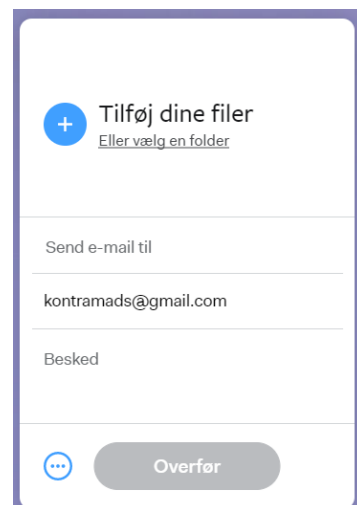 Tilføj dine filer
Eller vælg en folder
Send e-mail til
kontramads@gmail.com
Besked
Overfør